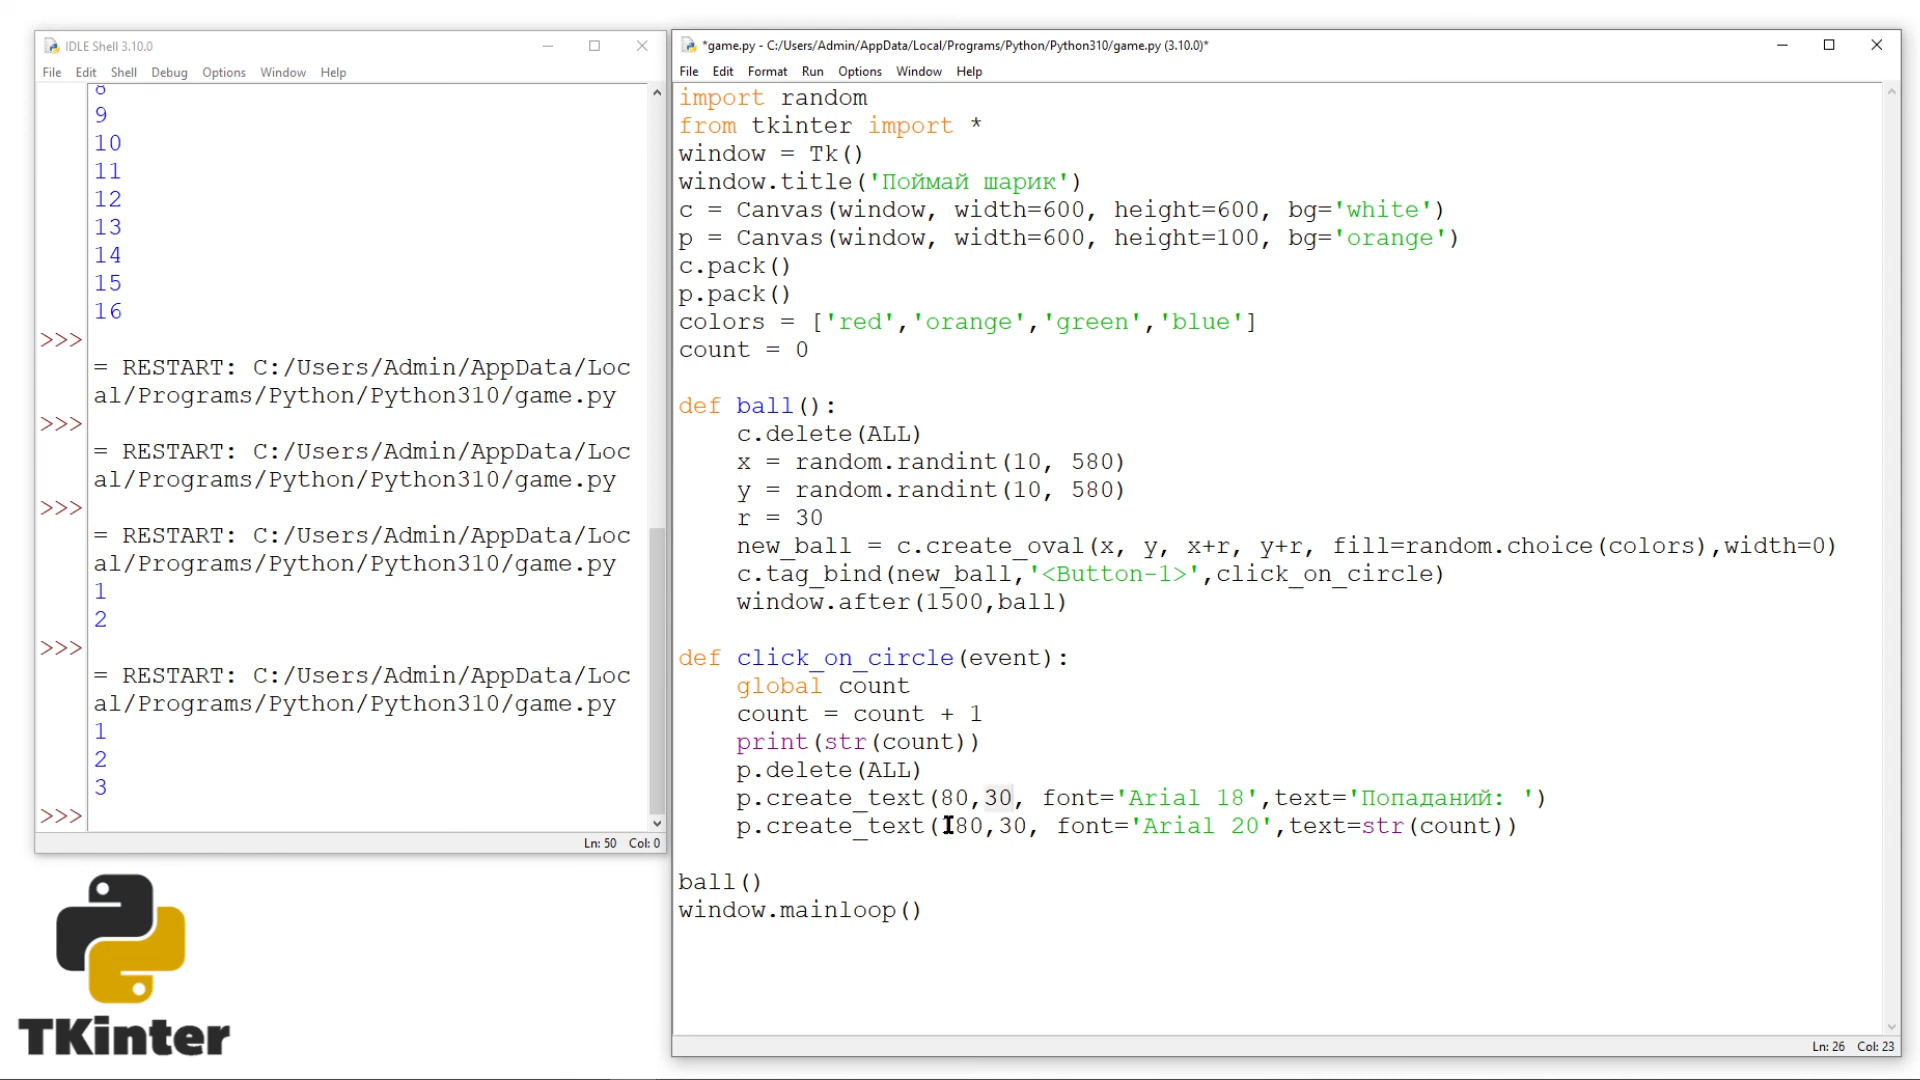 IDLE Shell 3.10.0
File Edit Shell Debug Options Window Help
8
9
10
11
12
13
14
15
16
>>>
= RESTART: C:/Users/Admin/AppData/Loc
al/Programs/Python/Python310/game.py
>>>
= RESTART: C:/Users/Admin/AppData/Loc
al/Programs/Python/Python310/game.py
>>>
= RESTART: C:/Users/Admin/AppData/Loc
al/Programs/Python/Python310/game.py
1
2
>>>
= RESTART: C:/Users/Admin/AppData/Loc
al/Programs/Python/Python310/game.py
1
2
3
>>>
Ln: 50 Col: 0
TKinter
*game.py - C:/Users/Admin/AppData/Local/Programs/Python/Python310/game.py (3.10.0)*
File Edit Format Run Options Window Help
import random
from tkinter import *
window = Tk()
window.title('Поймай шарик')
c = Canvas(window, width=600, height=600, bg='white')
p = Canvas(window, width=600, height=100, bg='orange')
c.pack()
p.pack()
colors = ['red','orange','green','blue']
count = 0
def ball():
    c.delete(ALL)
    x = random.randint(10, 580)
    y = random.randint(10, 580)
    r = 30
    new_ball = c.create_oval(x, y, x+r, y+r, fill=random.choice(colors),width=0)
    c.tag_bind(new_ball,'<Button-1>',click_on_circle)
    window.after(1500,ball)
def click_on_circle(event):
    global count
    count = count + 1
    print(str(count))
    p.delete(ALL)
    p.create_text(80,30, font='Arial 18',text='Попаданий: ')
    p.create_text(180,30, font='Arial 20',text=str(count))
ball()
window.mainloop()
Ln: 26 Col: 23